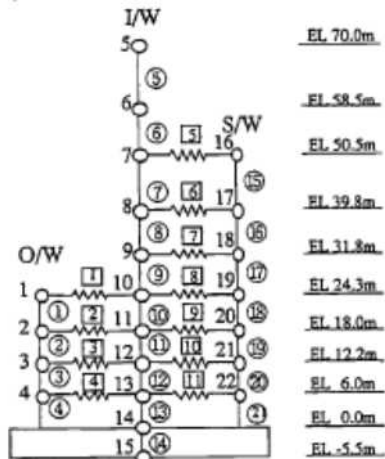 I/W
5 EL 70.0m
⑤
6 EL 58.5m
⑥ 5 S/W
7 16 EL 50.5m
⑮
⑦ 6 17
8 EL 39.8m
⑧ 7 ⑯
9 18 EL 31.8m
O/W ⑨ 8 ⑰
1 1 10 19 EL 24.3m
① 2 ⑩ 9 ⑱
2 11 20 EL 18.0m
② 3 ⑪ 10 ⑲
3 12 21 EL 12.2m
③ 4 ⑫ 11 ⑳
4 13 22 EL 6.0m
④ ⑬ ㉑
14 EL 0.0m
15 ⑭ EL -5.5m